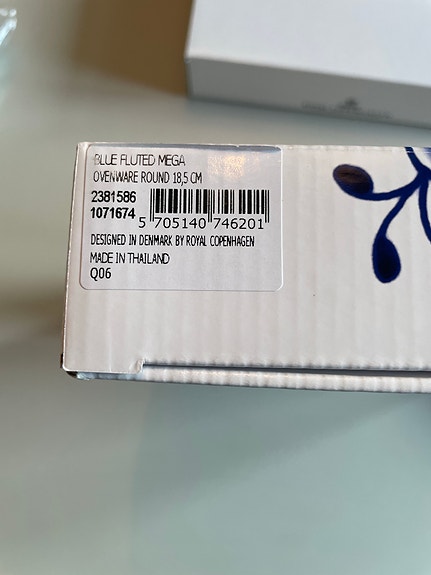 BLUE FLUTED MEGA
OVENWARE ROUND 18,5 CM
2381586
1071674
5 705140 746201
DESIGNED IN DENMARK BY ROYAL COPENHAGEN
MADE IN THAILAND
Q06